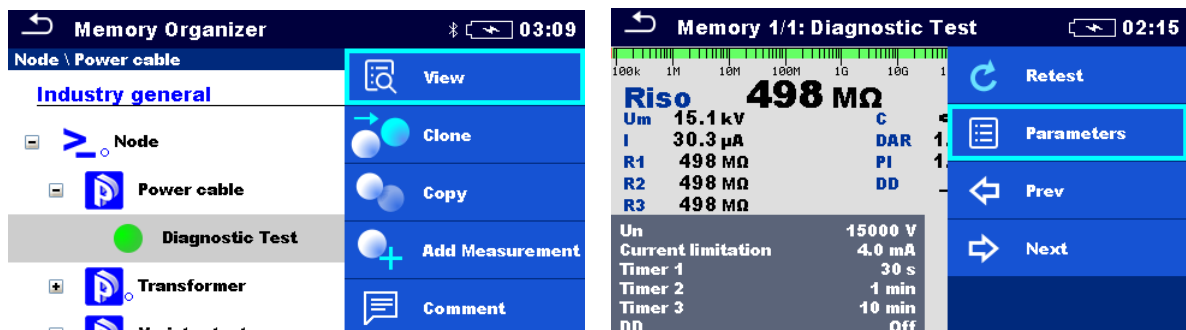 Memory Organizer
03:09
Node \ Power cable
Industry general
Node
Power cable
Diagnostic Test
Transformer
View
Clone
Copy
Add Measurement
Comment
Memory 1/1: Diagnostic Test
02:15
100k 1M 10M 100M 1G 10G
Riso 498 MΩ
Um 15.1 kV C
I 30.3 μA DAR 1.
R1 498 MΩ PI 1.
R2 498 MΩ DD
R3 498 MΩ
Un 15000 V
Current limitation 4.0 mA
Timer 1 30 s
Timer 2 1 min
Timer 3 10 min
DD Off
Retest
Parameters
Prev
Next